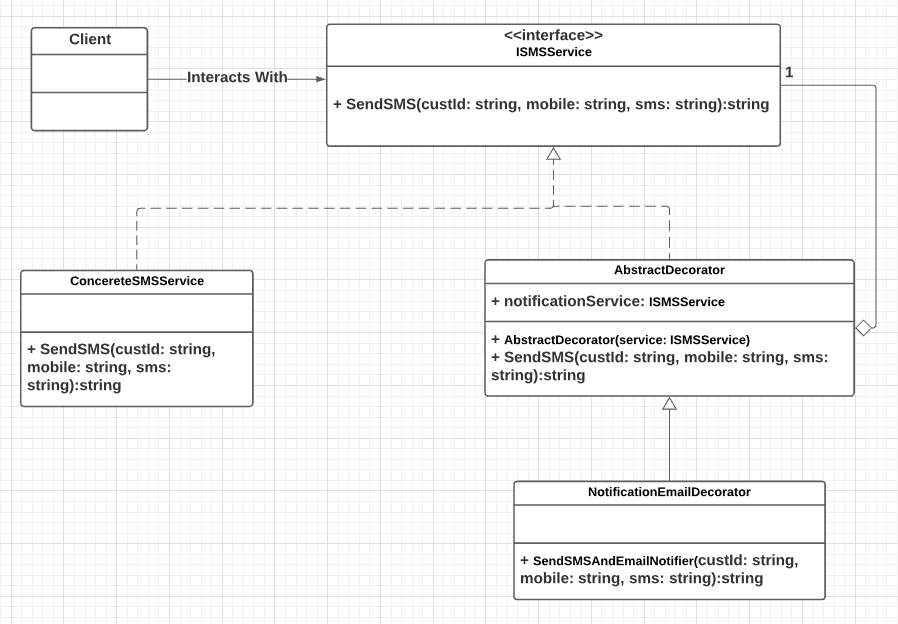 Client
<<interface>>
ISMSService
1
Interacts With
+ SendSMS(custId: string, mobile: string, sms: string):string
ConcereteSMSService
+ SendSMS(custId: string,
mobile: string, sms:
string):string
AbstractDecorator
+ notificationService: ISMSService
+ AbstractDecorator(service: ISMSService)
+ SendSMS(custId: string, mobile: string, sms:
string):string
NotificationEmailDecorator
+ SendSMSAndEmailNotifier(custId: string,
mobile: string, sms: string):string